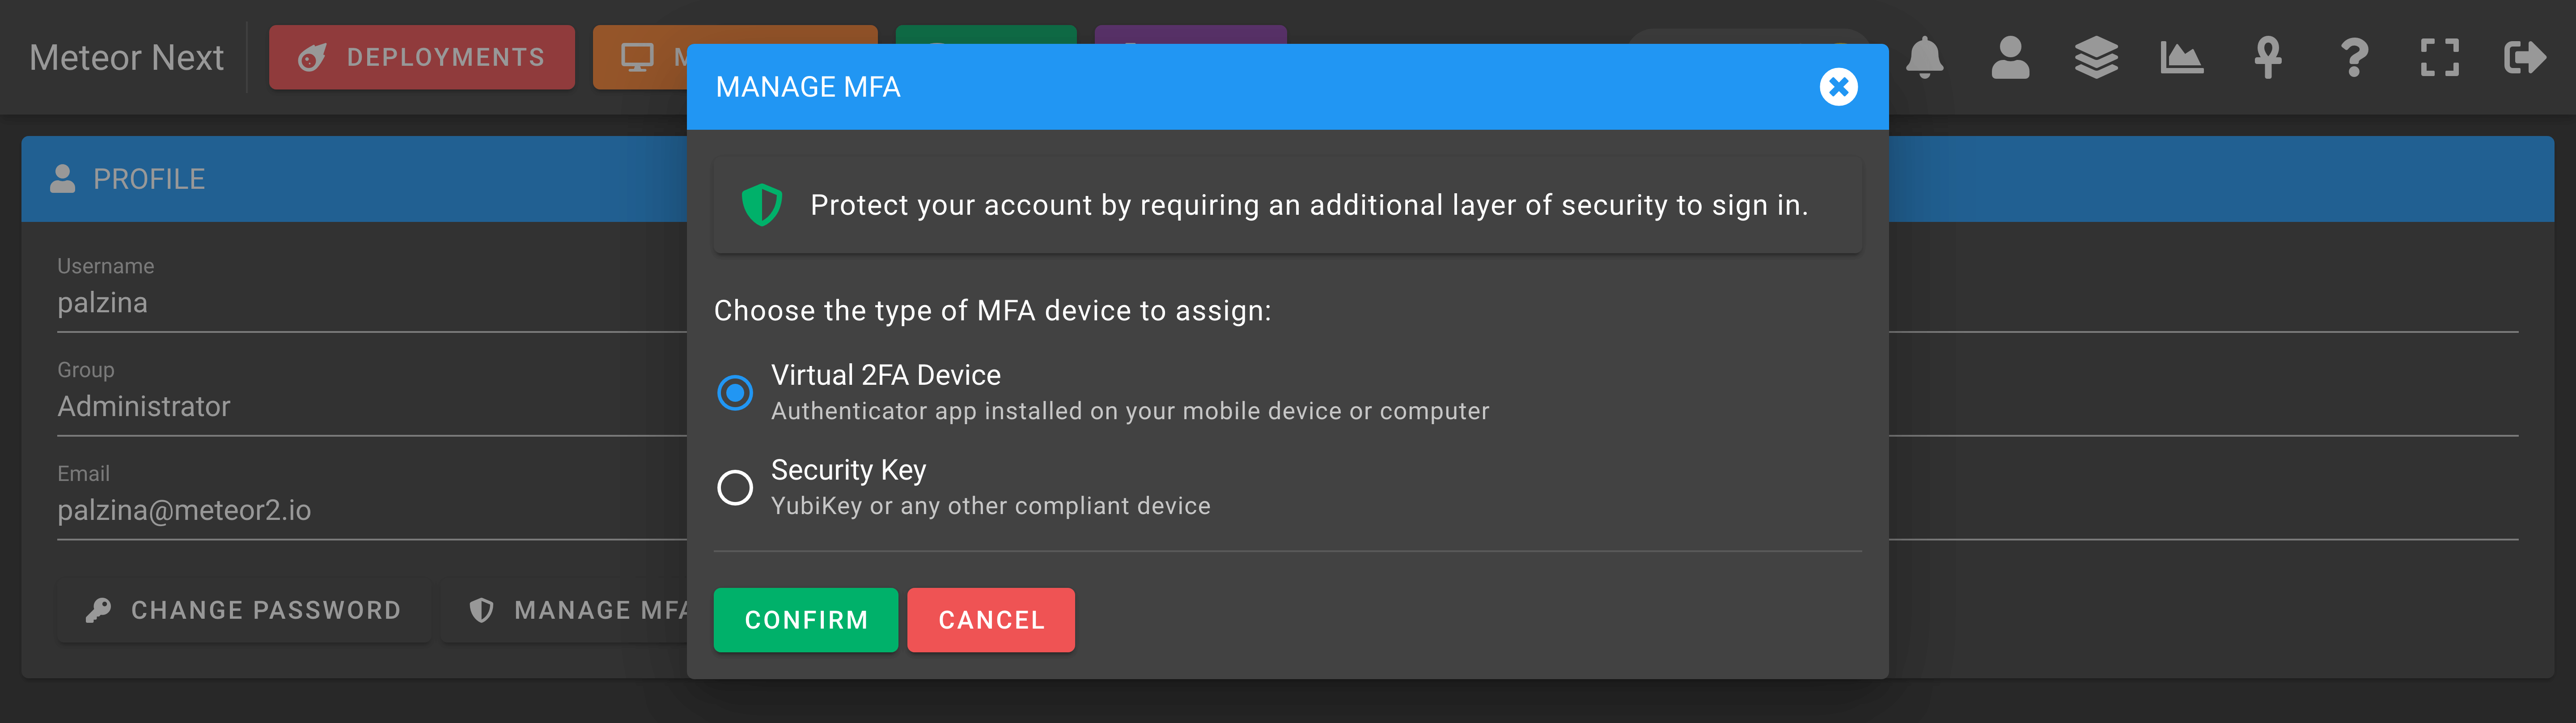 Meteor Next
DEPLOYMENTS
MANAGE MFA
Protect your account by requiring an additional layer of security to sign in.
Choose the type of MFA device to assign:
Virtual 2FA Device
Authenticator app installed on your mobile device or computer
Security Key
YubiKey or any other compliant device
CONFIRM
CANCEL
PROFILE
Username
palzina
Group
Administrator
Email
palzina@meteor2.io
CHANGE PASSWORD
MANAGE MFA